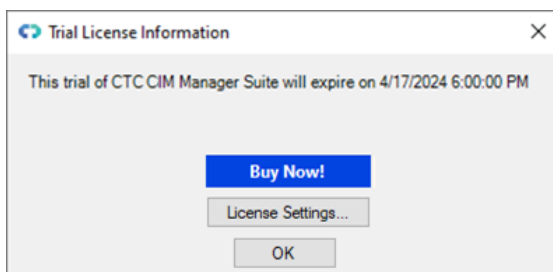 Trial License Information
This trial of CTC CIM Manager Suite will expire on 4/17/2024 6:00:00 PM
Buy Now!
License Settings...
OK